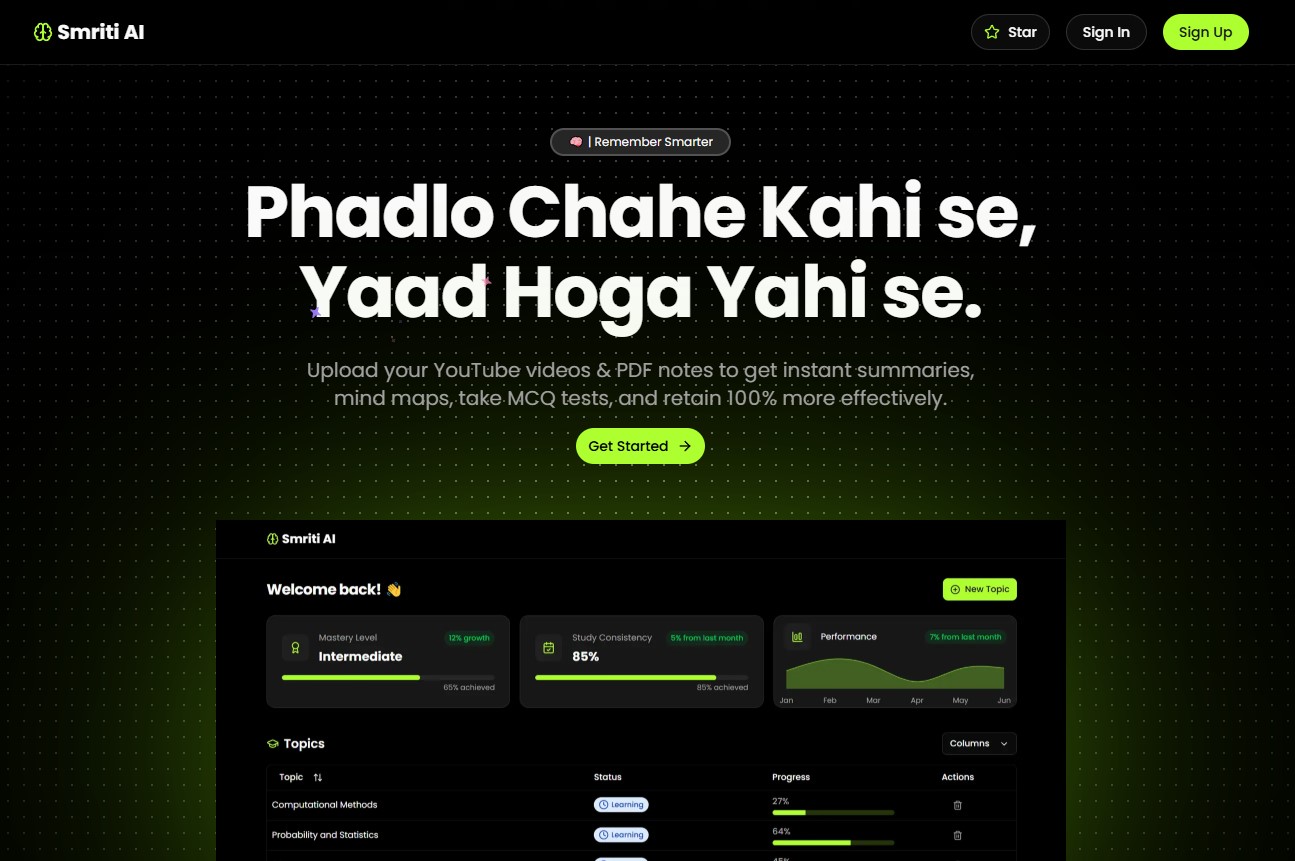 Smriti AI
Star
Sign In
Sign Up
🧠 | Remember Smarter
Phadlo Chahe Kahi se,
Yaad Hoga Yahi se.
Upload your YouTube videos & PDF notes to get instant summaries,
mind maps, take MCQ tests, and retain 100% more effectively.
Get Started →
Smriti AI
Welcome back! 👋
New Topic
Mastery Level
12% growth
Intermediate
65% achieved
Study Consistency
5% from last month
85%
85% achieved
Performance
7% from last month
Jan Feb Mar Apr May Jun
Topics
Columns
Topic Status Progress Actions
Computational Methods Learning 27%
Probability and Statistics Learning 64%